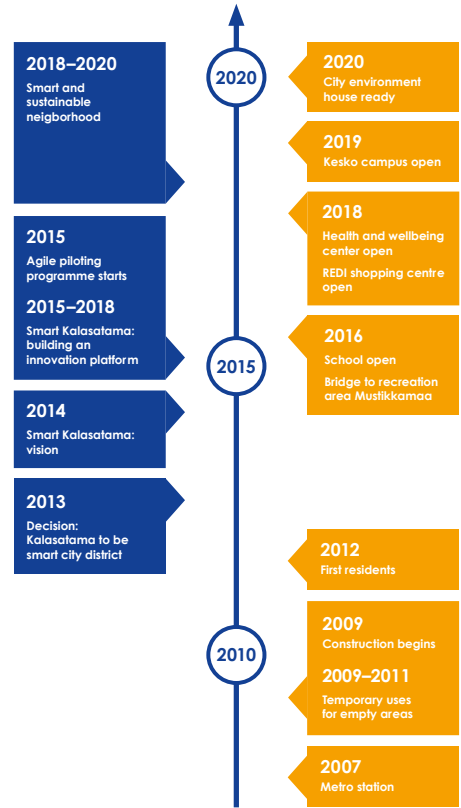 2018–2020
Smart and
sustainable
neigborhood
2015
Agile piloting
programme starts
2015–2018
Smart Kalasatama:
building an
innovation platform
2014
Smart Kalasatama:
vision
2013
Decision:
Kalasatama to be
smart city district
2020
2015
2010
2020
City environment
house ready
2019
Kesko campus open
2018
Health and wellbeing
center open
REDI shopping centre
open
2016
School open
Bridge to recreation
area Mustikkamaa
2012
First residents
2009
Construction begins
2009–2011
Temporary uses
for empty areas
2007
Metro station